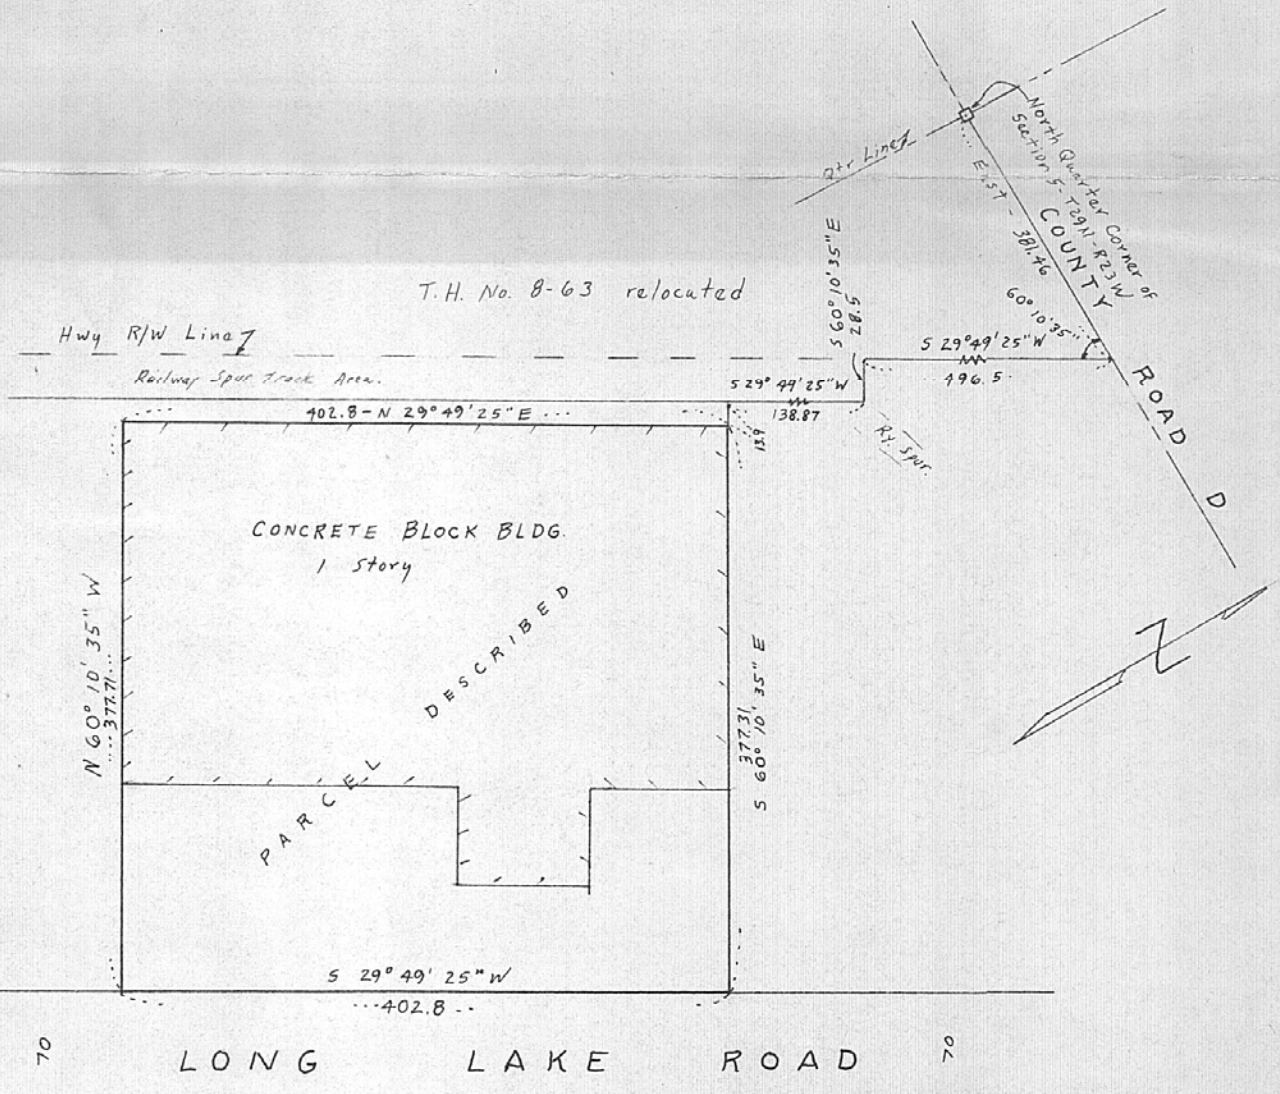 North Quarter Corner of
Section 5 - T29N - R23W
Qtr Line
East - 381.46
COUNTY ROAD D
60° 10' 35"
S 60° 10' 35" E
28.5
T.H. No. 8-63 relocated
Hwy R/W Line
S 29° 49' 25" W
496.5
Railway Spur Track Area.
S 29° 49' 25" W
138.87
402.8 - N 29° 49' 25" E
13.9
Ry. Spur.
CONCRETE BLOCK BLDG.
1 Story
N 60° 10' 35" W
377.71
PARCEL DESCRIBED
377.31
S 60° 10' 35" E
N
S 29° 49' 25" W
402.8
70
LONG LAKE ROAD
70